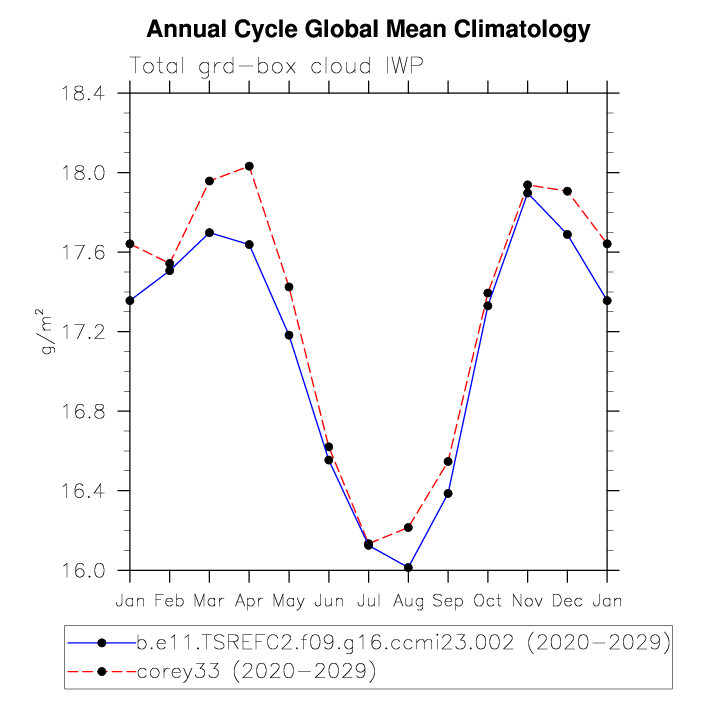 Annual Cycle Global Mean Climatology
Total grd-box cloud IWP
18.4
18.0
17.6
17.2
16.8
16.4
16.0
g/m²
Jan Feb Mar Apr May Jun Jul Aug Sep Oct Nov Dec Jan
b.e11.TSREFC2.f09.g16.ccmi23.002 (2020-2029)
corey33 (2020-2029)